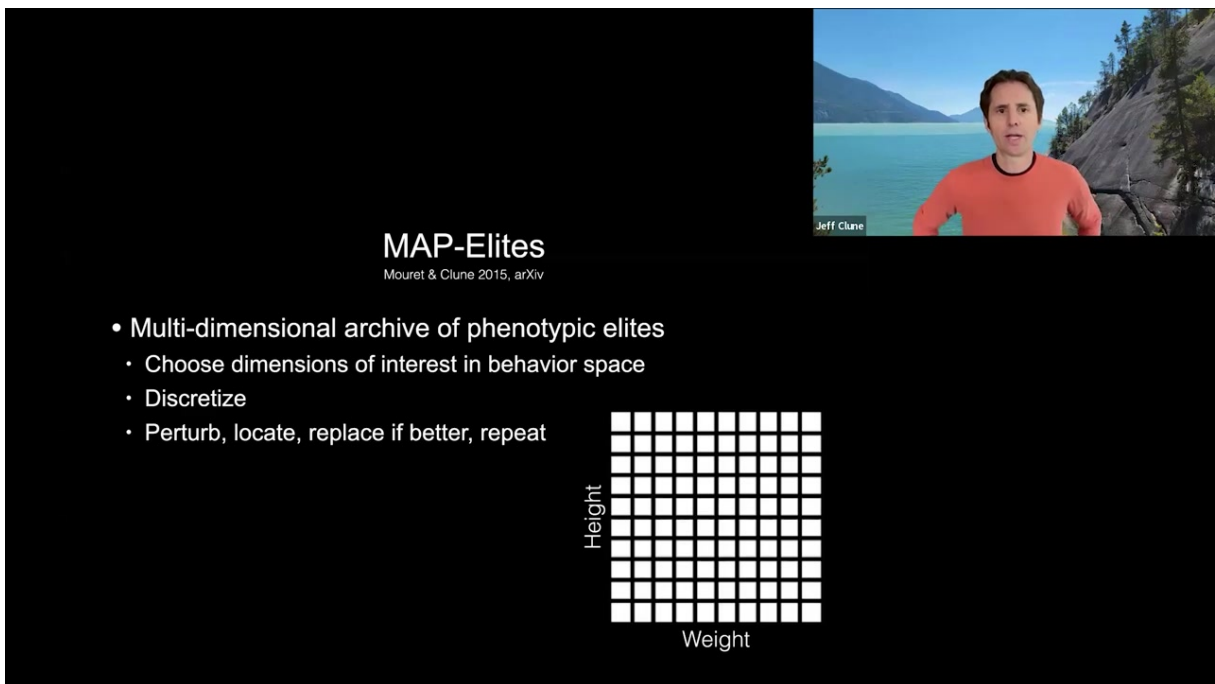 Jeff Clune
MAP-Elites
Mouret & Clune 2015, arXiv
• Multi-dimensional archive of phenotypic elites
• Choose dimensions of interest in behavior space
• Discretize
• Perturb, locate, replace if better, repeat
Height
Weight